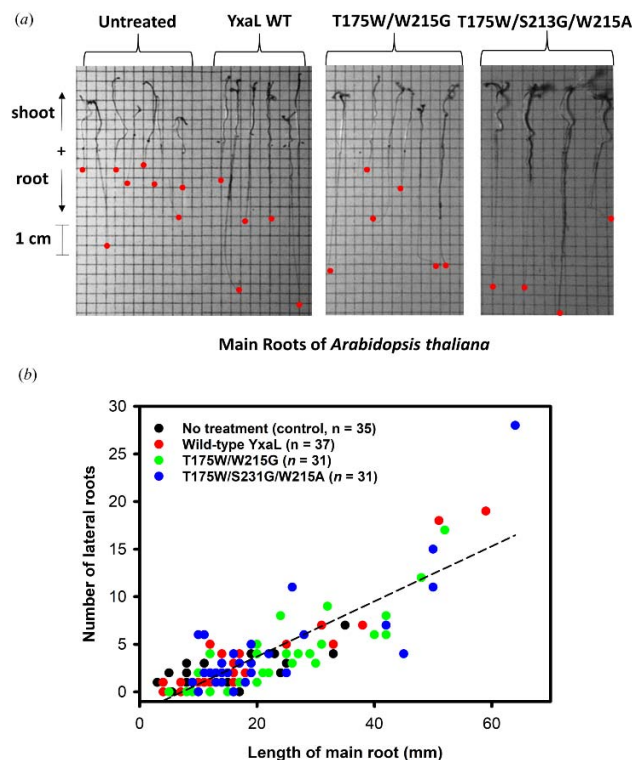 (a)
Untreated YxaL WT T175W/W215G T175W/S213G/W215A
shoot
+
root
1 cm
Main Roots of Arabidopsis thaliana
(b)
30
25
20
15
10
5
0
Number of lateral roots
No treatment (control, n = 35)
Wild-type YxaL (n = 37)
T175W/W215G (n = 31)
T175W/S231G/W215A (n = 31)
0 20 40 60
Length of main root (mm)